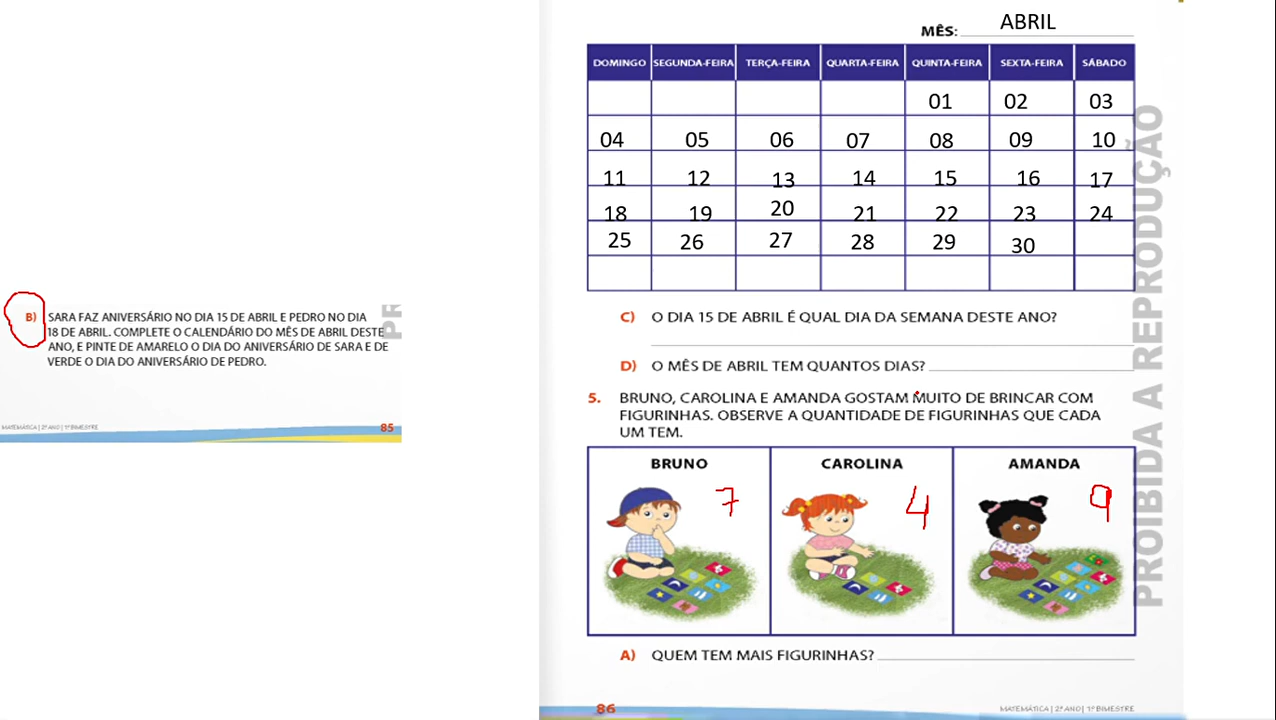 B) SARA FAZ ANIVERSÁRIO NO DIA 15 DE ABRIL E PEDRO NO DIA
18 DE ABRIL. COMPLETE O CALENDÁRIO DO MÊS DE ABRIL DESTE
ANO, E PINTE DE AMARELO O DIA DO ANIVERSÁRIO DE SARA E DE
VERDE O DIA DO ANIVERSÁRIO DE PEDRO.
PR
MATEMÁTICA | 2º ANO | 1º BIMESTRE
85
MÊS: ABRIL
DOMINGO SEGUNDA-FEIRA TERÇA-FEIRA QUARTA-FEIRA QUINTA-FEIRA SEXTA-FEIRA SÁBADO
01 02 03
04 05 06 07 08 09 10
11 12 13 14 15 16 17
18 19 20 21 22 23 24
25 26 27 28 29 30
C) O DIA 15 DE ABRIL É QUAL DIA DA SEMANA DESTE ANO?
D) O MÊS DE ABRIL TEM QUANTOS DIAS?
5. BRUNO, CAROLINA E AMANDA GOSTAM MUITO DE BRINCAR COM
FIGURINHAS. OBSERVE A QUANTIDADE DE FIGURINHAS QUE CADA
UM TEM.
BRUNO CAROLINA AMANDA
7 4 9
A) QUEM TEM MAIS FIGURINHAS?
86
MATEMÁTICA | 2º ANO | 1º BIMESTRE
PROIBIDA A REPRODUÇÃO